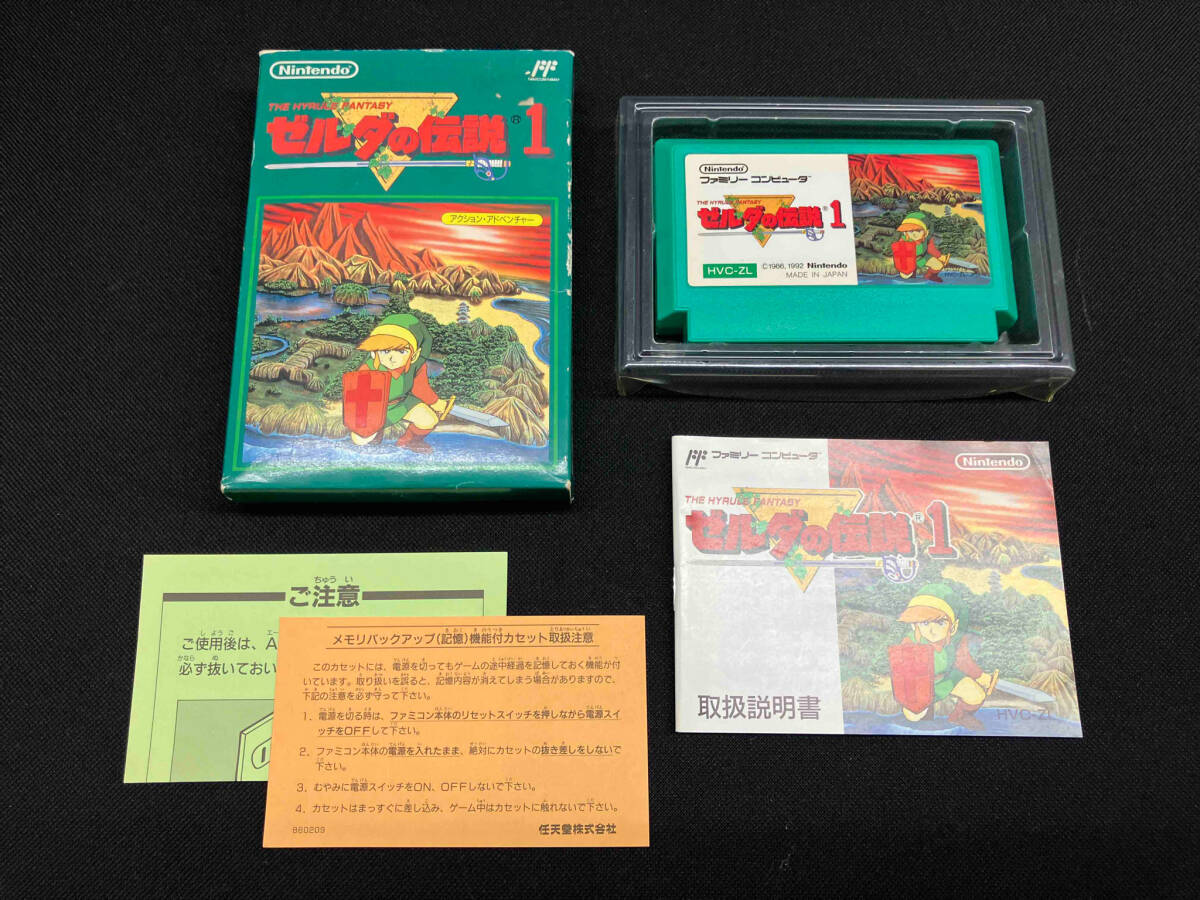 Nintendo
THE HYRULE FANTASY
ゼルダの伝説®1
アクション・アドベンチャー
Nintendo
ファミリー コンピュータ™
THE HYRULE FANTASY
ゼルダの伝説®1
HVC-ZL
©1986,1992 Nintendo
MADE IN JAPAN
HVC-ZL
ファミリー コンピュータ™
Nintendo
THE HYRULE FANTASY
ゼルダの伝説®1
取扱説明書
HVC-ZL
ちゅう い
ご注意
し よう ご
ご使用後は、A
かなら ぬ
必ず抜いておい
メモリバックアップ(記憶)機能付カセット取扱注意
このカセットには、電源を切ってもゲームの途中経過を記憶しておく機能が付
いています。取り扱いを誤ると、記憶内容が消えてしまう場合がありますので、
下記の注意を必ず守って下さい。
1. 電源を切る時は、ファミコン本体のリセットスイッチを押しながら電源スイ
ッチをOFFして下さい。
2. ファミコン本体の電源を入れたまま、絶対にカセットの抜き差しをしないで
下さい。
3. むやみに電源スイッチをON、OFFしないで下さい。
4. カセットはまっすぐに差し込み、ゲーム中はカセットに触れないで下さい。
860209
任天堂株式会社